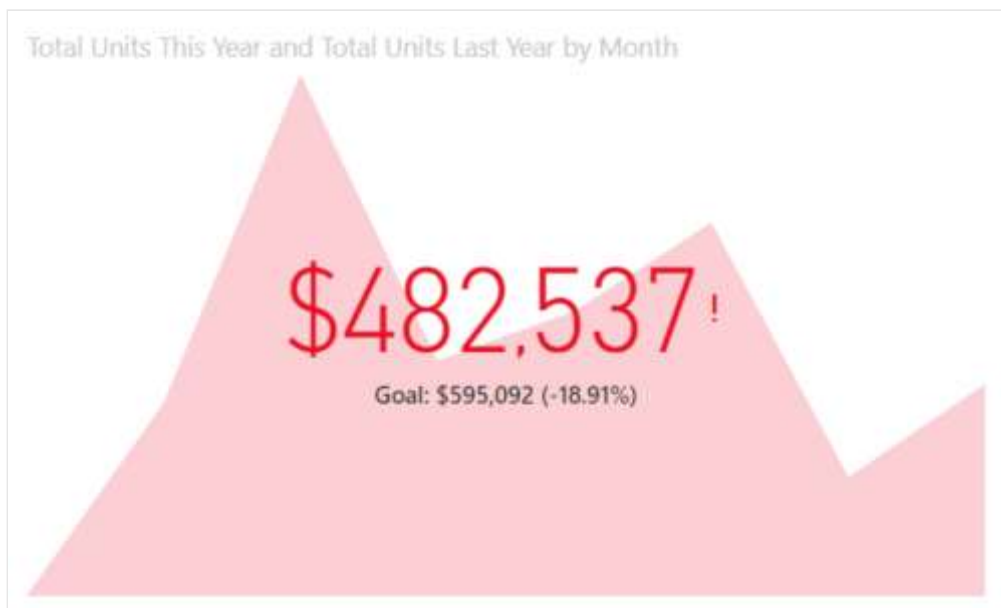 Total Units This Year and Total Units Last Year by Month
$482,537 !
Goal: $595,092 (-18.91%)